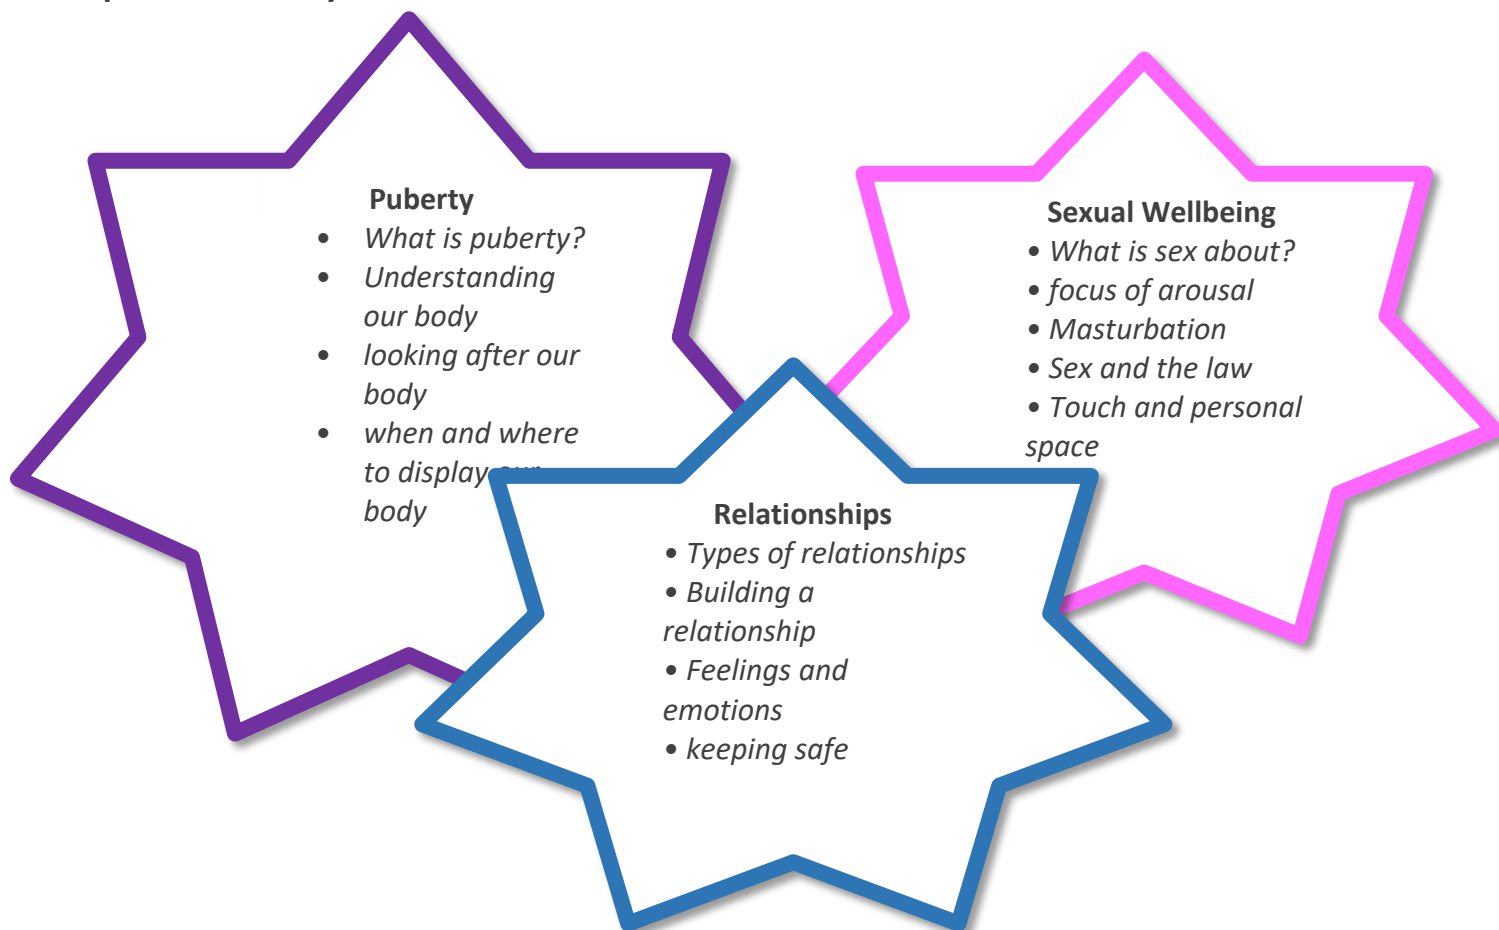 Puberty
• What is puberty?
• Understanding
our body
• looking after our
body
• when and where
to display our
body
Sexual Wellbeing
• What is sex about?
• focus of arousal
• Masturbation
• Sex and the law
• Touch and personal
space
Relationships
• Types of relationships
• Building a
relationship
• Feelings and
emotions
• keeping safe